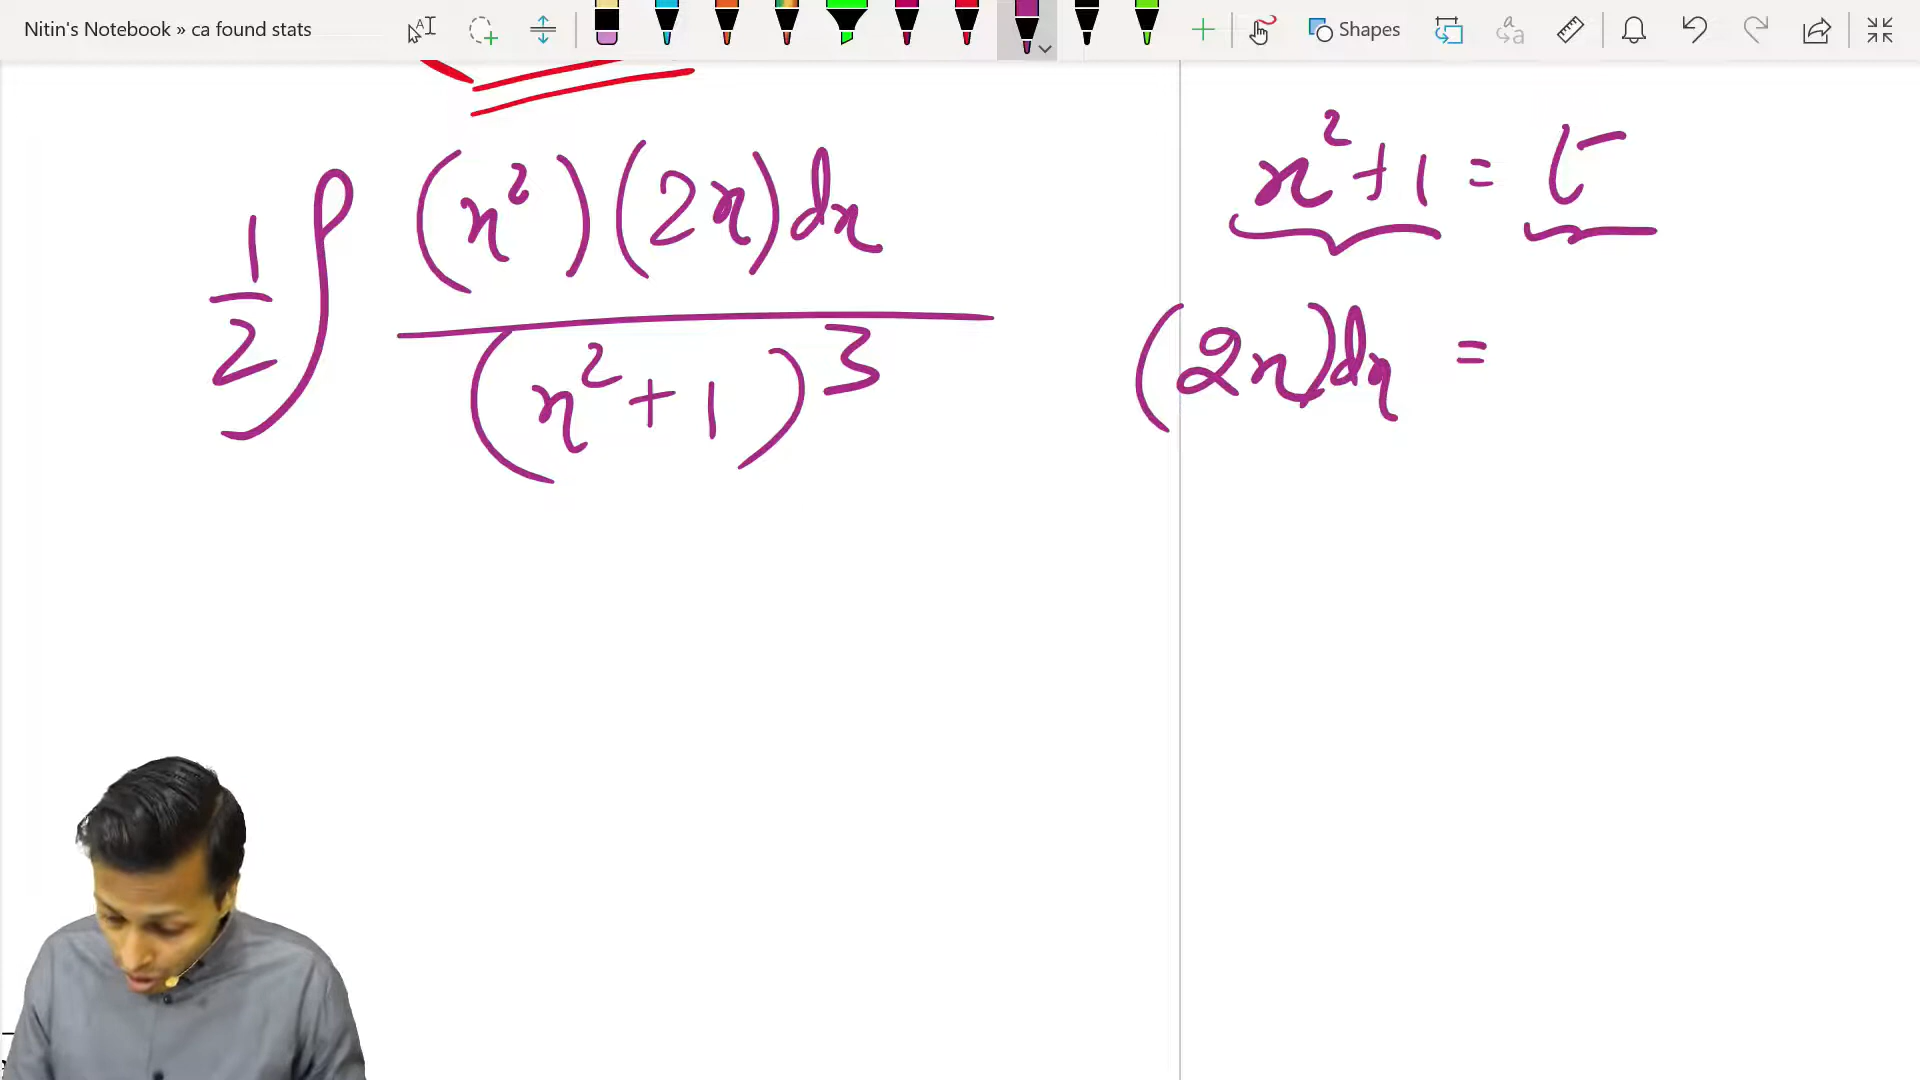 Nitin's Notebook » ca found stats
Shapes
1/2 ∫ (x²)(2x)dx / (x²+1)³
x²+1 = t
(2x)dx =